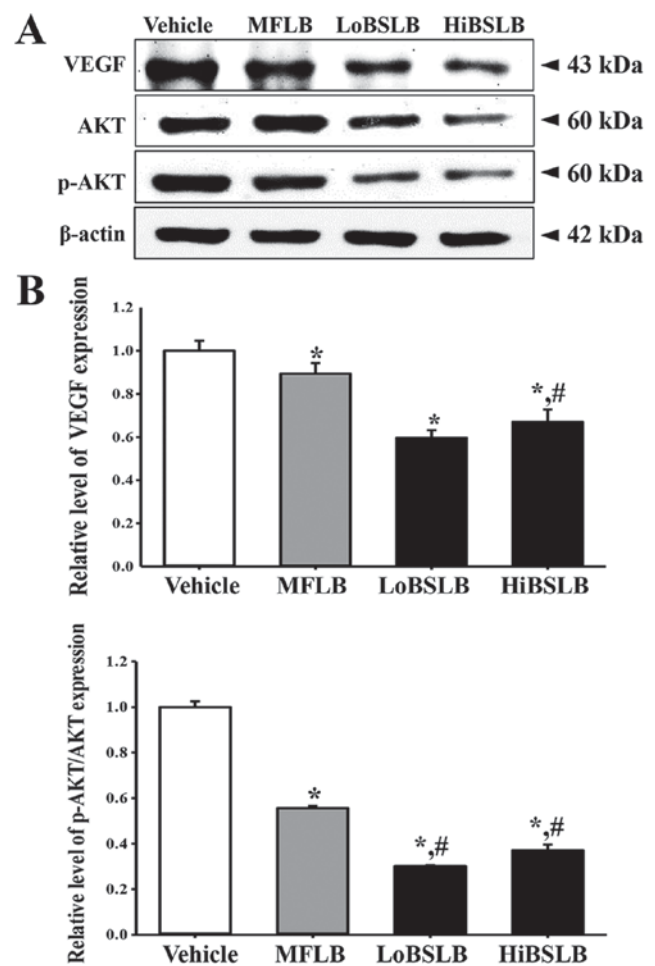 A
Vehicle MFLB LoBSLB HiBSLB
VEGF ◄ 43 kDa
AKT ◄ 60 kDa
p-AKT ◄ 60 kDa
β-actin ◄ 42 kDa
B
Relative level of VEGF expression
1.2
1.0
0.8
0.6
0.4
0.2
0.0
*
*
*,#
Vehicle MFLB LoBSLB HiBSLB
Relative level of p-AKT/AKT expression
1.2
1.0
0.8
0.6
0.4
0.2
0.0
*
*,#
*,#
Vehicle MFLB LoBSLB HiBSLB